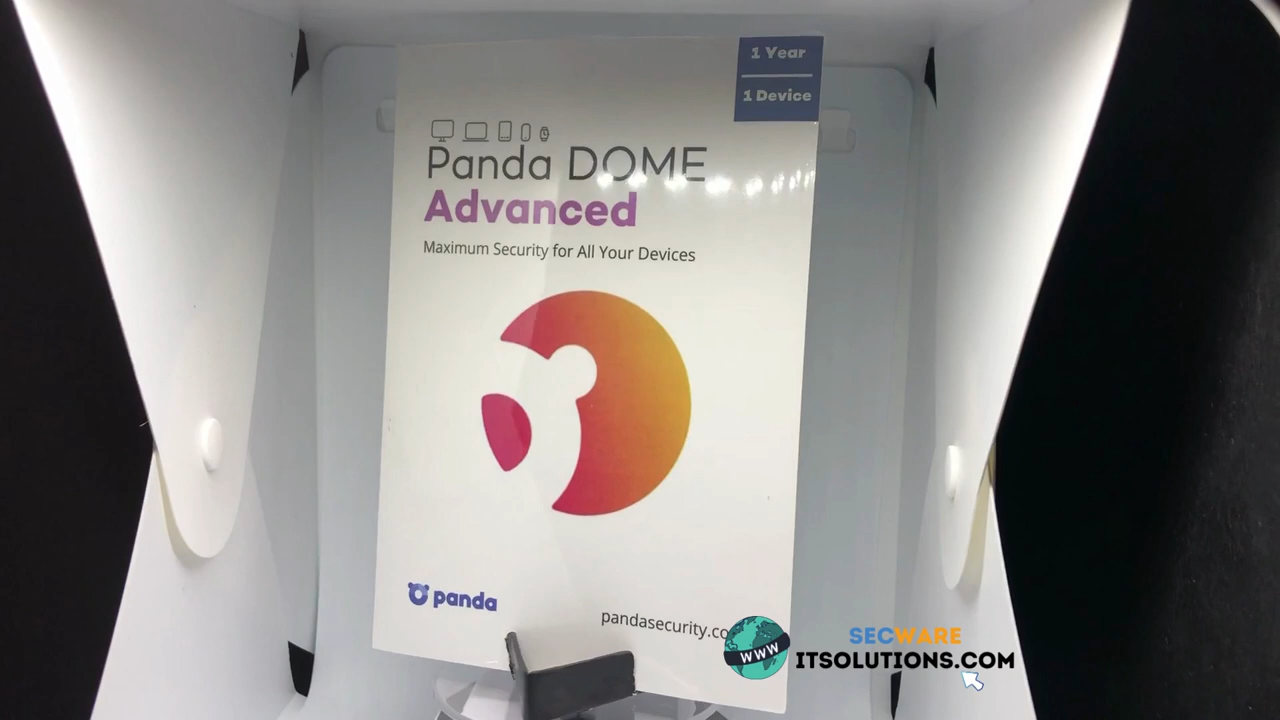 1 Year
1 Device
Panda DOME
Advanced
Maximum Security for All Your Devices
panda
pandasecurity.co
WWW
SECWARE
ITSOLUTIONS.COM